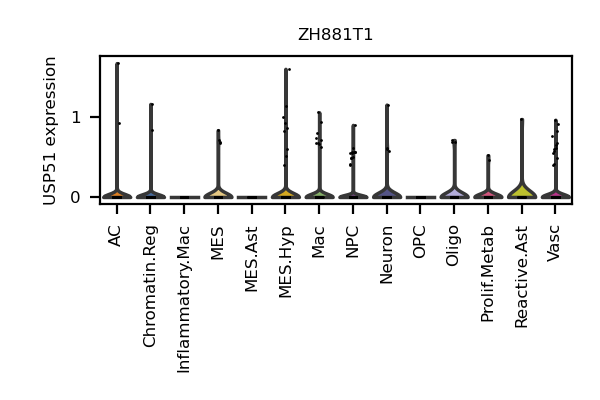 ZH881T1
USP51 expression
1
0
AC
Chromatin.Reg
Inflammatory.Mac
MES
MES.Ast
MES.Hyp
Mac
NPC
Neuron
OPC
Oligo
Prolif.Metab
Reactive.Ast
Vasc